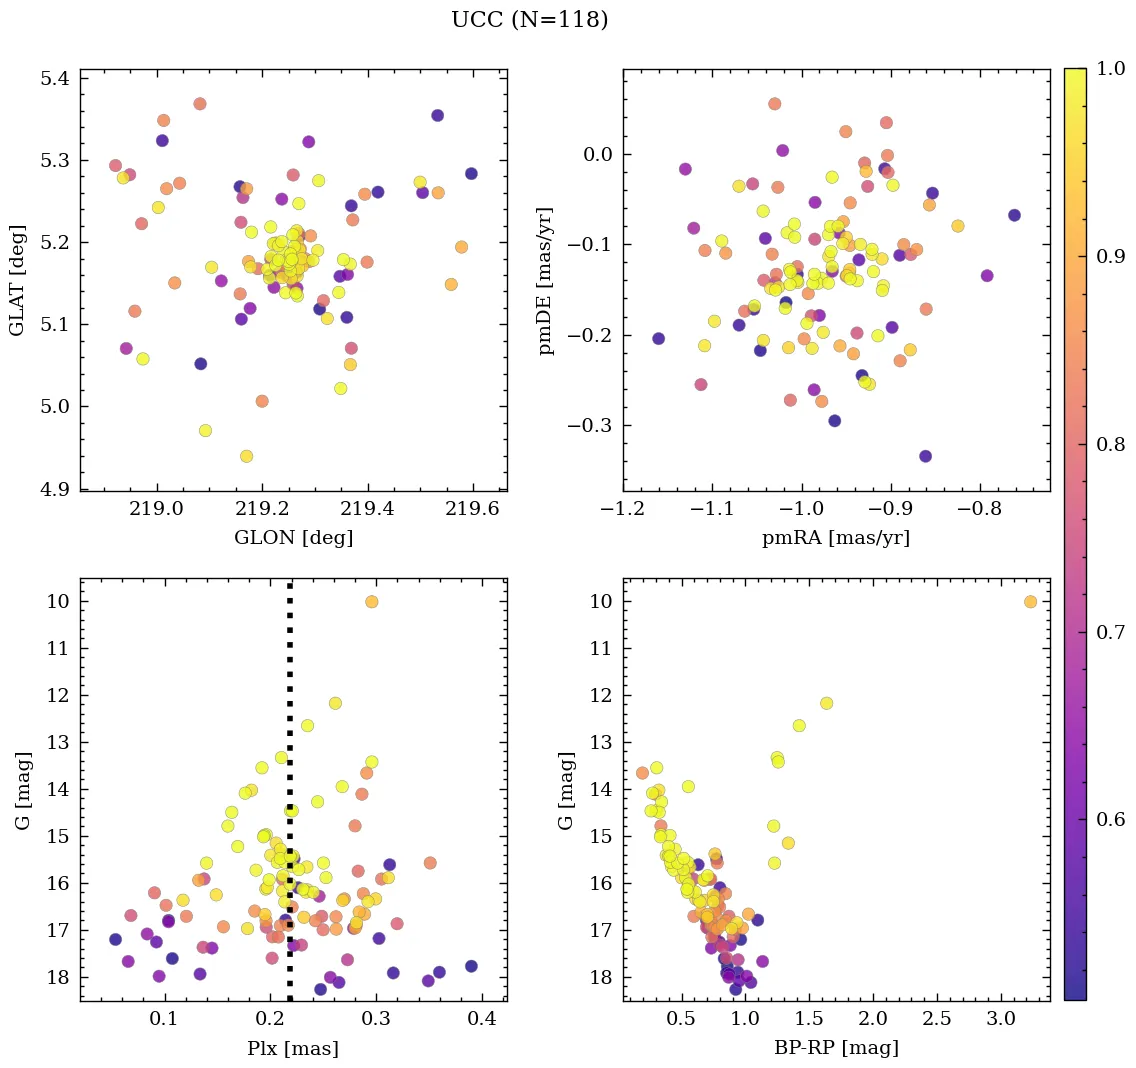 UCC (N=118)
5.4
5.3
5.2
5.1
5.0
4.9
GLAT [deg]
219.0 219.2 219.4 219.6
GLON [deg]
0.0
−0.1
−0.2
−0.3
pmDE [mas/yr]
−1.2 −1.1 −1.0 −0.9 −0.8
pmRA [mas/yr]
10
11
12
13
14
15
16
17
18
G [mag]
0.1 0.2 0.3 0.4
Plx [mas]
10
11
12
13
14
15
16
17
18
G [mag]
0.5 1.0 1.5 2.0 2.5 3.0
BP-RP [mag]
1.0
0.9
0.8
0.7
0.6